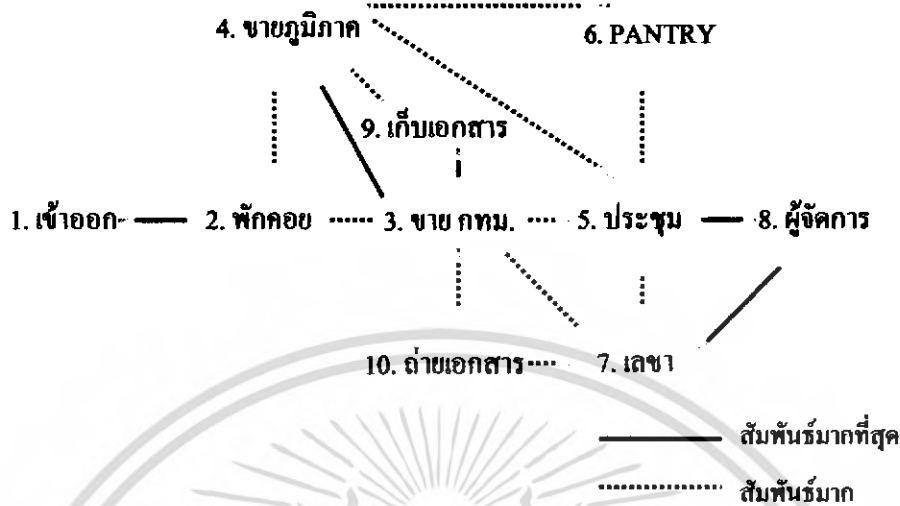 4. ขายภูมิภาค
6. PANTRY
9. เก็บเอกสาร
1. เข้าออก 2. พักคอย 3. ขาย กทม. 5. ประชุม 8. ผู้จัดการ
10. ถ่ายเอกสาร 7. เลขา
สัมพันธ์มากที่สุด
สัมพันธ์มาก